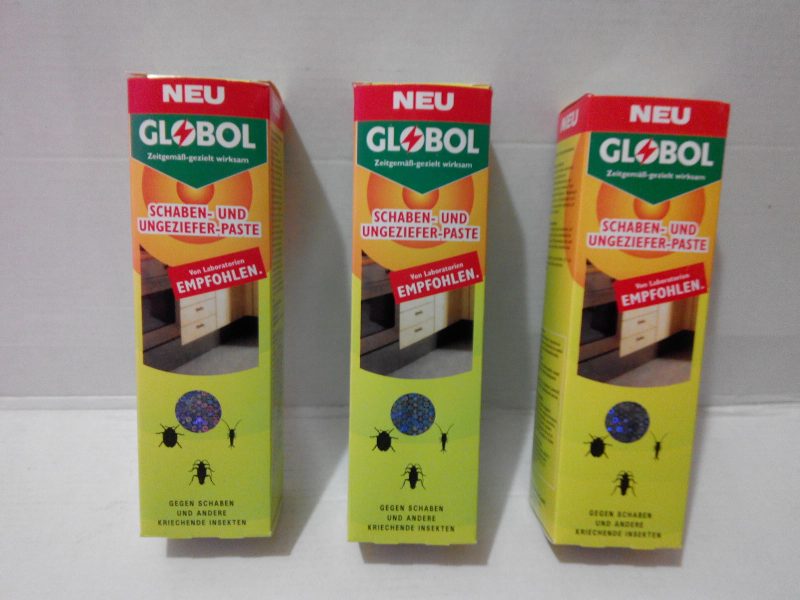 NEU
GLOBOL
Zeitgemäß-gezielt wirksam
SCHABEN- UND
UNGEZIEFER-PASTE
Von Laboratorien
EMPFOHLEN.
GEGEN SCHABEN
UND ANDERE
KRIECHENDE INSEKTEN
NEU
GLOBOL
Zeitgemäß-gezielt wirksam
SCHABEN- UND
UNGEZIEFER-PASTE
Von Laboratorien
EMPFOHLEN.
GEGEN SCHABEN
UND ANDERE
KRIECHENDE INSEKTEN
NEU
NEU
GLOBOL
Zeitgemäß-gezielt wirksam
SCHABEN- UND
UNGEZIEFER-PASTE
Von Laboratorien
EMPFOHLEN.
GEGEN SCHABEN
UND ANDERE
KRIECHENDE INSEKTEN